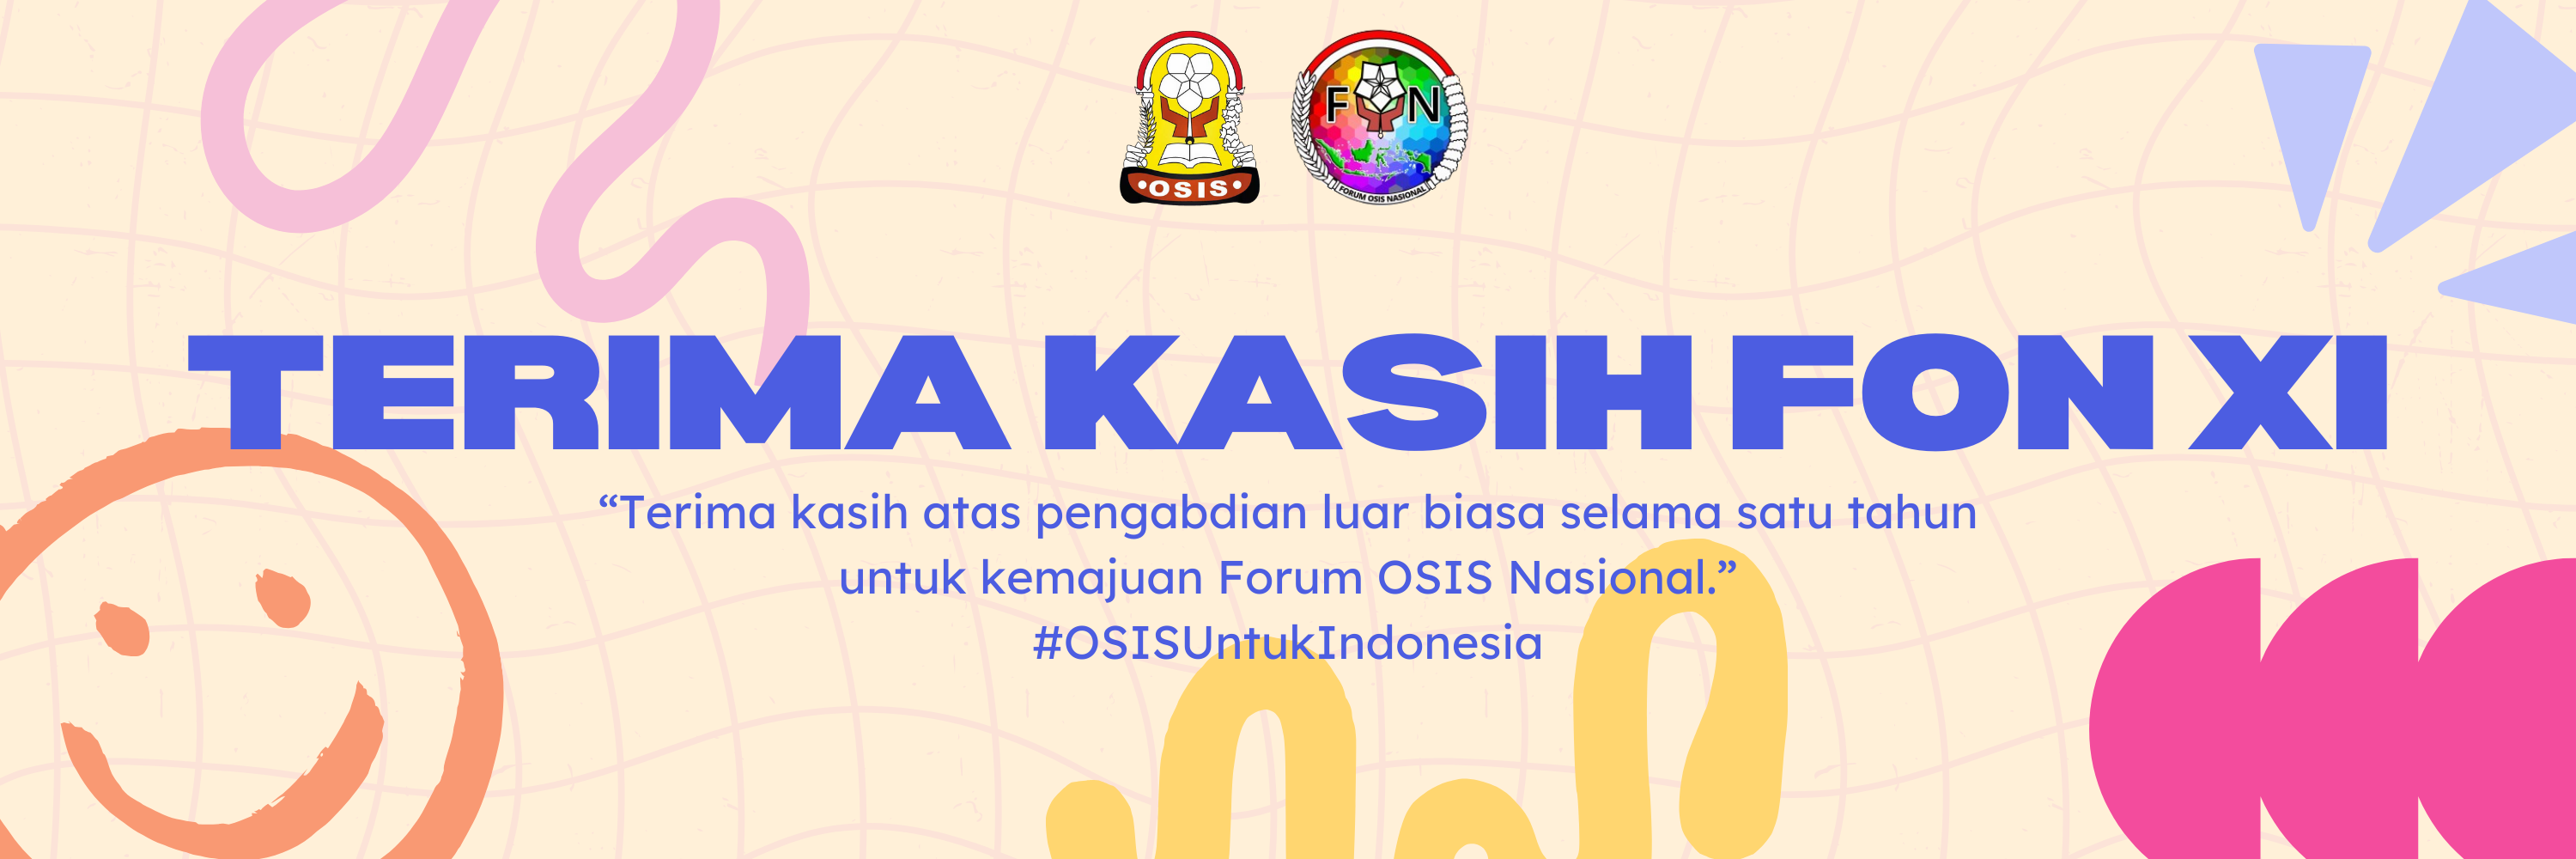 •OSIS•
F N
FORUM OSIS NASIONAL
TERIMA KASIH FON XI
“Terima kasih atas pengabdian luar biasa selama satu tahun
untuk kemajuan Forum OSIS Nasional.”
#OSISUntukIndonesia